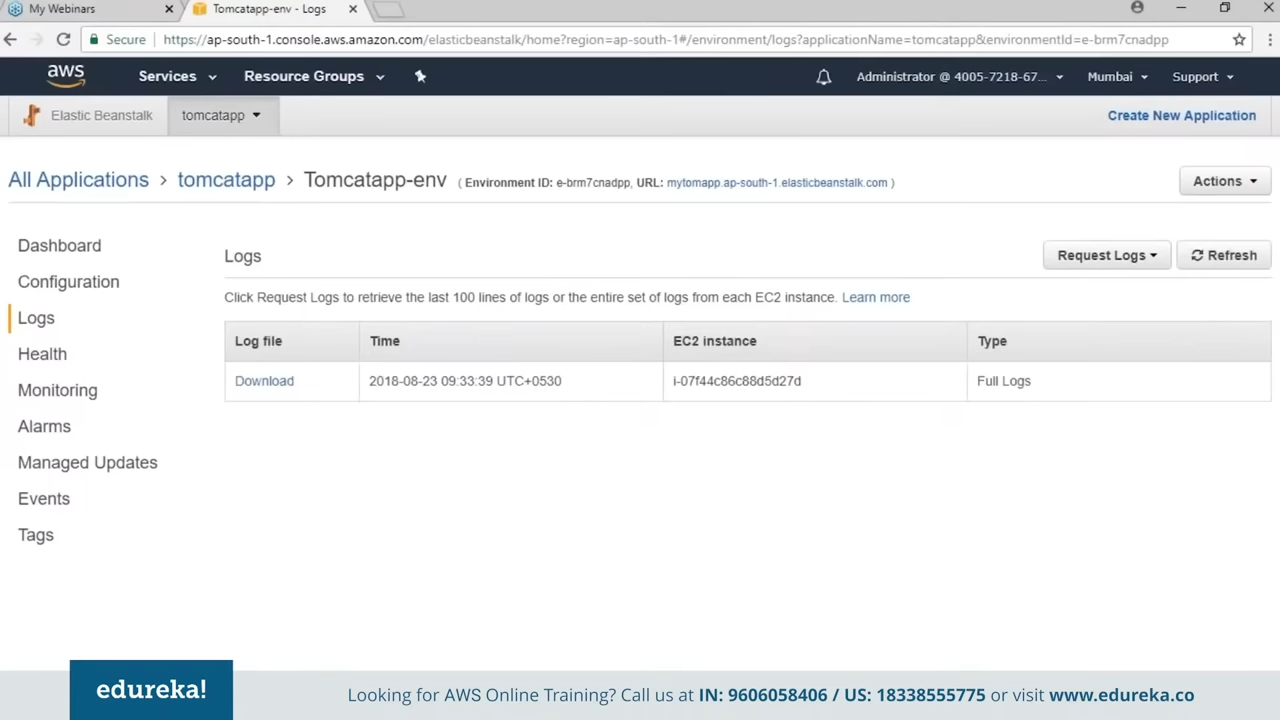 My Webinars
Tomcatapp-env - Logs
Secure https://ap-south-1.console.aws.amazon.com/elasticbeanstalk/home?region=ap-south-1#/environment/logs?applicationName=tomcatapp&environmentId=e-brm7cnadpp
aws Services Resource Groups Administrator @ 4005-7218-67... Mumbai Support
Elastic Beanstalk tomcatapp Create New Application
All Applications > tomcatapp > Tomcatapp-env ( Environment ID: e-brm7cnadpp, URL: mytomapp.ap-south-1.elasticbeanstalk.com ) Actions
Dashboard
Configuration
Logs
Health
Monitoring
Alarms
Managed Updates
Events
Tags
Logs Request Logs Refresh
Click Request Logs to retrieve the last 100 lines of logs or the entire set of logs from each EC2 instance. Learn more
Log file Time EC2 instance Type
Download 2018-08-23 09:33:39 UTC+0530 i-07f44c86c88d5d27d Full Logs
edureka! Looking for AWS Online Training? Call us at IN: 9606058406 / US: 18338555775 or visit www.edureka.co